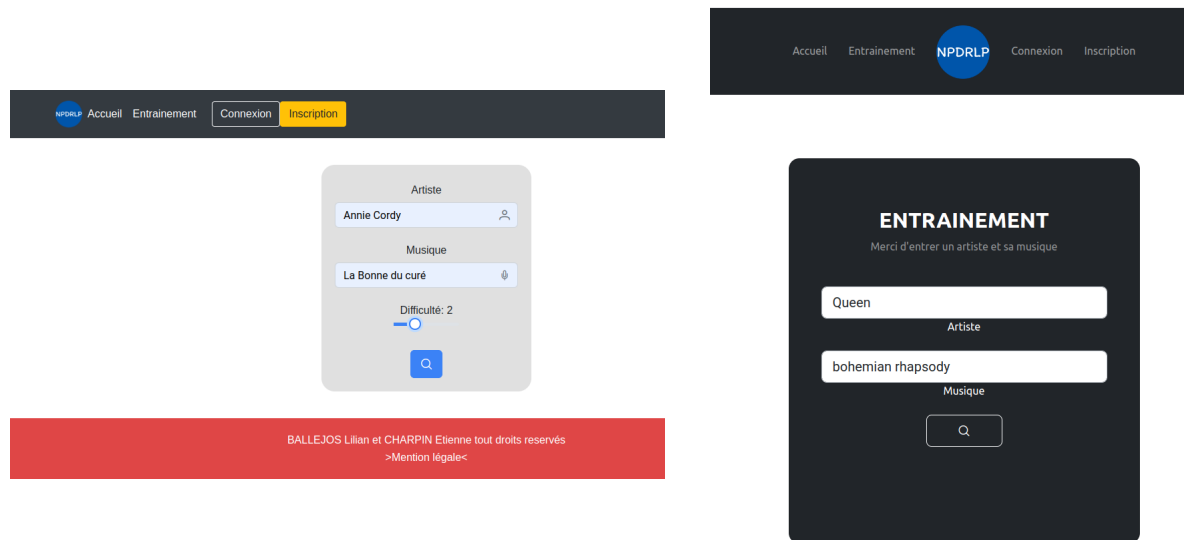 NPDRLP Accueil Entrainement Connexion Inscription
Artiste
Annie Cordy
Musique
La Bonne du curé
Difficulté: 2
BALLEJOS Lilian et CHARPIN Etienne tout droits reservés
>Mention légale<
Accueil Entrainement NPDRLP Connexion Inscription
ENTRAINEMENT
Merci d'entrer un artiste et sa musique
Queen
Artiste
bohemian rhapsody
Musique